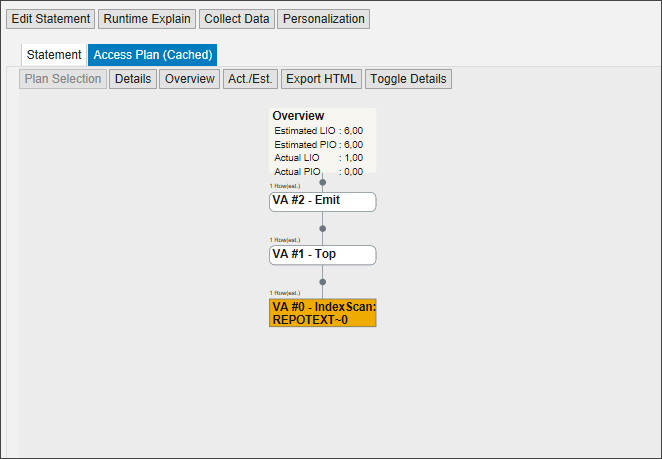 Edit Statement Runtime Explain Collect Data Personalization
Statement Access Plan (Cached)
Plan Selection Details Overview Act./Est. Export HTML Toggle Details
Overview
Estimated LIO : 6,00
Estimated PIO : 6,00
Actual LIO : 1,00
Actual PIO : 0,00
1 Row(est.)
VA #2 - Emit
1 Row(est.)
VA #1 - Top
1 Row(est.)
VA #0 - IndexScan:
REPOTEXT~0